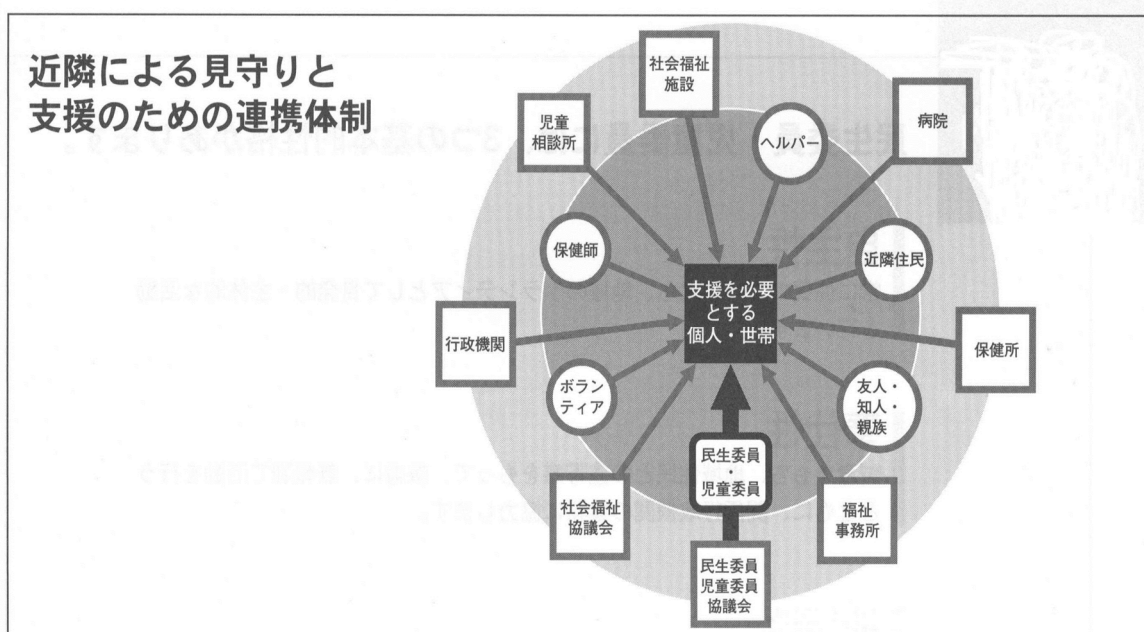 近隣による見守りと
支援のための連携体制
社会福祉
施設
児童
相談所
ヘルパー
病院
保健師
近隣住民
支援を必要
とする
個人・世帯
行政機関
保健所
ボラン
ティア
友人・
知人・
親族
民生委員
・
児童委員
社会福祉
協議会
福祉
事務所
民生委員
児童委員
協議会